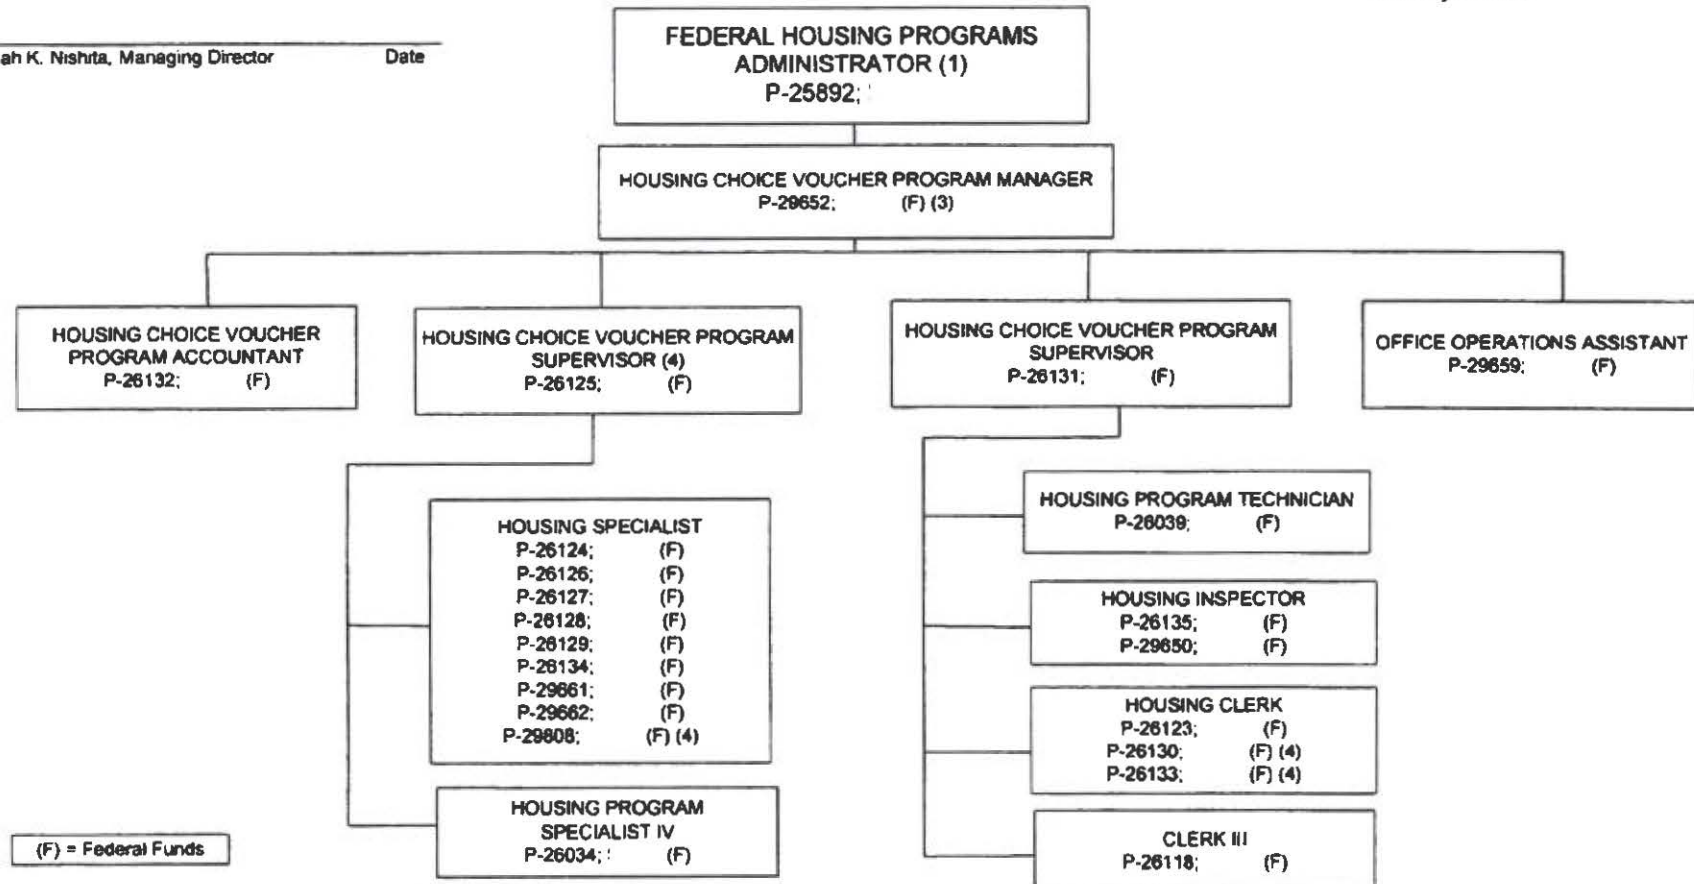 ah K. Nishita, Managing Director Date
FEDERAL HOUSING PROGRAMS
ADMINISTRATOR (1)
P-25892;
HOUSING CHOICE VOUCHER PROGRAM MANAGER
P-29652; (F) (3)
HOUSING CHOICE VOUCHER
PROGRAM ACCOUNTANT
P-26132; (F)
HOUSING CHOICE VOUCHER PROGRAM
SUPERVISOR (4)
P-26125; (F)
HOUSING CHOICE VOUCHER PROGRAM
SUPERVISOR
P-26131; (F)
OFFICE OPERATIONS ASSISTANT
P-29659; (F)
HOUSING SPECIALIST
P-26124; (F)
P-26126; (F)
P-26127; (F)
P-26128; (F)
P-26129; (F)
P-26134; (F)
P-29661; (F)
P-29662; (F)
P-29808; (F) (4)
HOUSING PROGRAM
SPECIALIST IV
P-26034; (F)
HOUSING PROGRAM TECHNICIAN
P-26039; (F)
HOUSING INSPECTOR
P-26135; (F)
P-29650; (F)
HOUSING CLERK
P-26123; (F)
P-26130; (F) (4)
P-26133; (F) (4)
CLERK III
P-26118; (F)
(F) = Federal Funds